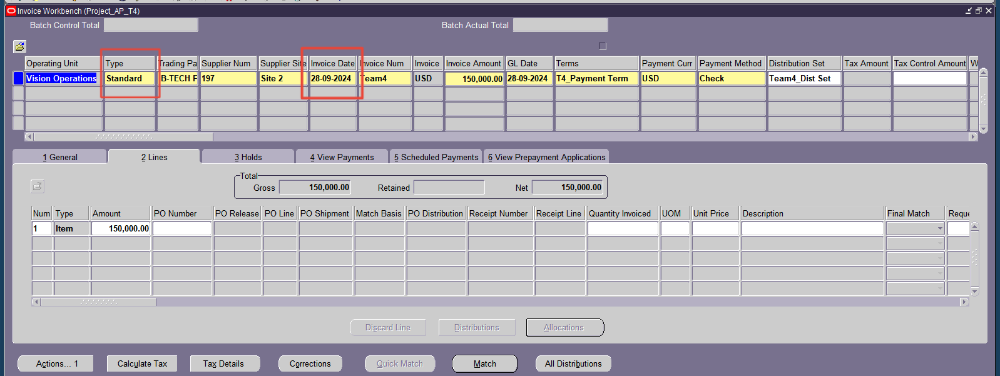 Invoice Workbench (Project_AP_T4)
Batch Control Total
Batch Actual Total
Operating Unit Type Trading Pa Supplier Num Supplier Site Invoice Date Invoice Num Invoice Invoice Amount GL Date Terms Payment Curr Payment Method Distribution Set Tax Amount Tax Control Amount W
Vision Operations Standard B-TECH F 197 Site 2 28-09-2024 Team4 USD 150,000.00 28-09-2024 T4_Payment Term USD Check Team4_Dist Set
1 General 2 Lines 3 Holds 4 View Payments 5 Scheduled Payments 6 View Prepayment Applications
Total
Gross 150,000.00 Retained Net 150,000.00
Num Type Amount PO Number PO Release PO Line PO Shipment Match Basis PO Distribution Receipt Number Receipt Line Quantity Invoiced UOM Unit Price Description Final Match Reque
1 Item 150,000.00
Discard Line Distributions Allocations
Actions... 1 Calculate Tax Tax Details Corrections Quick Match Match All Distributions